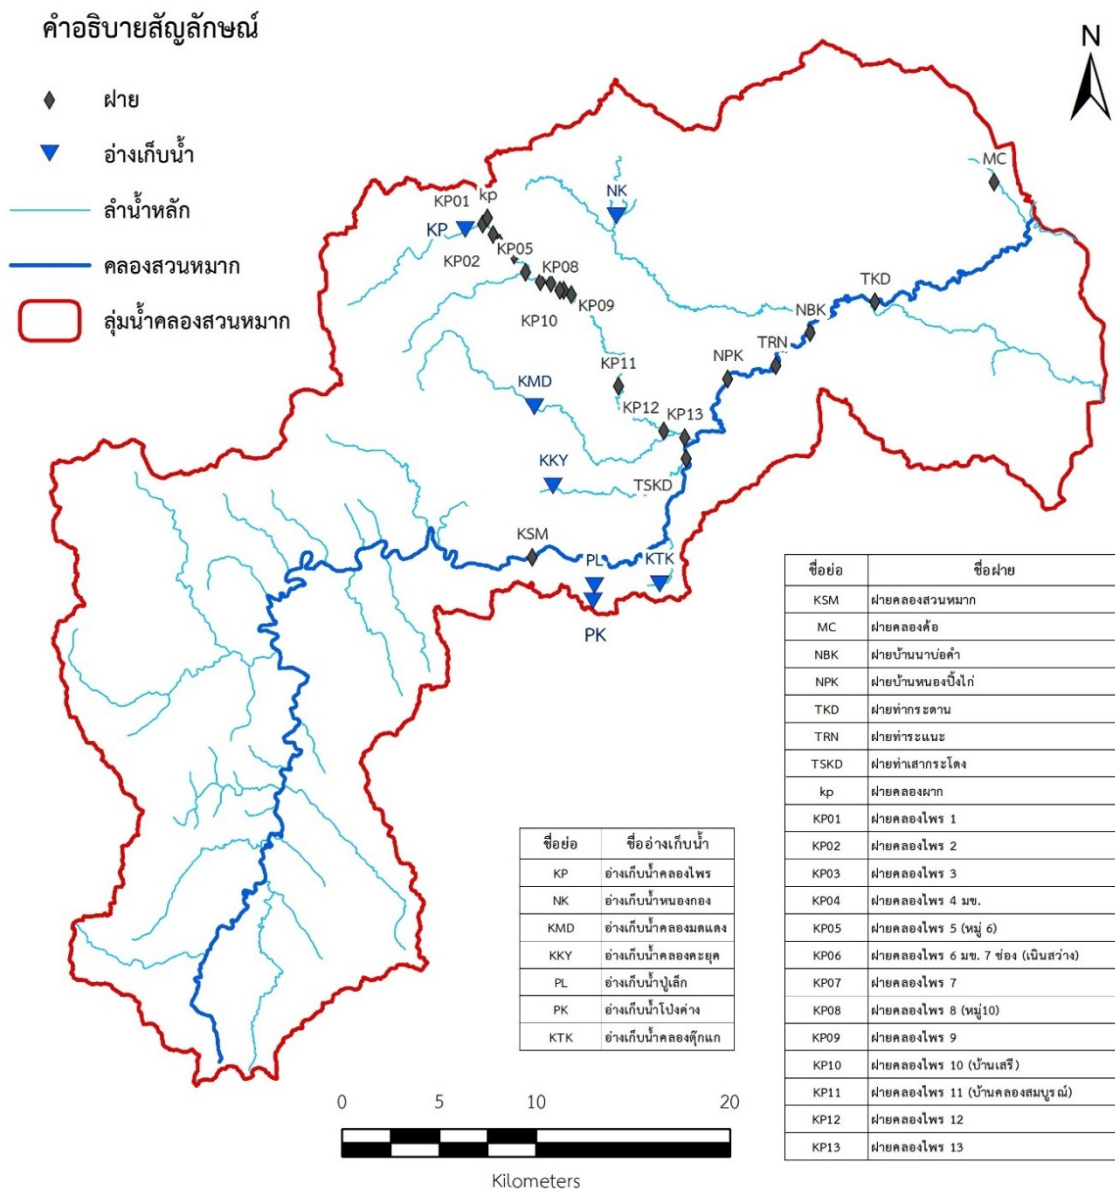 คำอธิบายสัญลักษณ์
ฝาย
อ่างเก็บน้ำ
ลำน้ำหลัก
คลองสวนหมาก
ลุ่มน้ำคลองสวนหมาก
N
MC
NK
KP01
kp
KP
KP05
KP02
KP08
KP09
KP10
TKD
NBK
TRN
NPK
KP11
KMD
KP12
KP13
KKY
TSKD
KSM
PL
KTK
PK
ชื่อย่อ ชื่อฝาย
KSM ฝายคลองสวนหมาก
MC ฝายคลองค้อ
NBK ฝายบ้านนาบ่อคำ
NPK ฝายบ้านหนองปิ้งไก่
TKD ฝายท่ากระดาน
TRN ฝายท่าระแนะ
TSKD ฝายท่าเสากระโดง
kp ฝายคลองผาก
KP01 ฝายคลองไพร 1
KP02 ฝายคลองไพร 2
KP03 ฝายคลองไพร 3
KP04 ฝายคลองไพร 4 มข.
KP05 ฝายคลองไพร 5 (หมู่ 6)
KP06 ฝายคลองไพร 6 มข. 7 ช่อง (เนินสว่าง)
KP07 ฝายคลองไพร 7
KP08 ฝายคลองไพร 8 (หมู่10)
KP09 ฝายคลองไพร 9
KP10 ฝายคลองไพร 10 (บ้านเสรี)
KP11 ฝายคลองไพร 11 (บ้านคลองสมบูรณ์)
KP12 ฝายคลองไพร 12
KP13 ฝายคลองไพร 13
ชื่อย่อ ชื่ออ่างเก็บน้ำ
KP อ่างเก็บน้ำคลองไพร
NK อ่างเก็บน้ำหนองกอง
KMD อ่างเก็บน้ำคลองมดแดง
KKY อ่างเก็บน้ำคลองคะยุค
PL อ่างเก็บน้ำปู่เล็ก
PK อ่างเก็บน้ำโป่งค่าง
KTK อ่างเก็บน้ำคลองตุ๊กแก
0 5 10 20
Kilometers